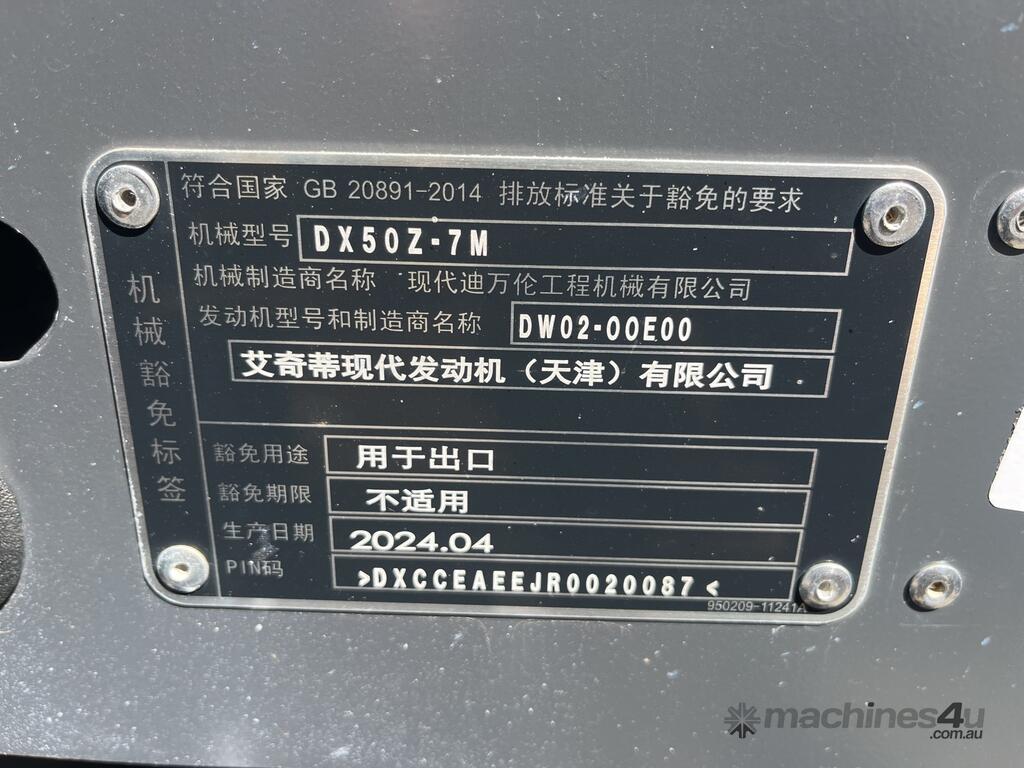 符合国家 GB 20891-2014 排放标准关于豁免的要求
机械豁免标签
机械型号 DX50Z-7M
机械制造商名称 现代迪万伦工程机械有限公司
发动机型号和制造商名称 DW02-00E00
艾奇蒂现代发动机（天津）有限公司
豁免用途 用于出口
豁免期限 不适用
生产日期 2024.04
PIN码 >DXCCEAEEJR0020087<
950209-11241A
machines4u
.com.au